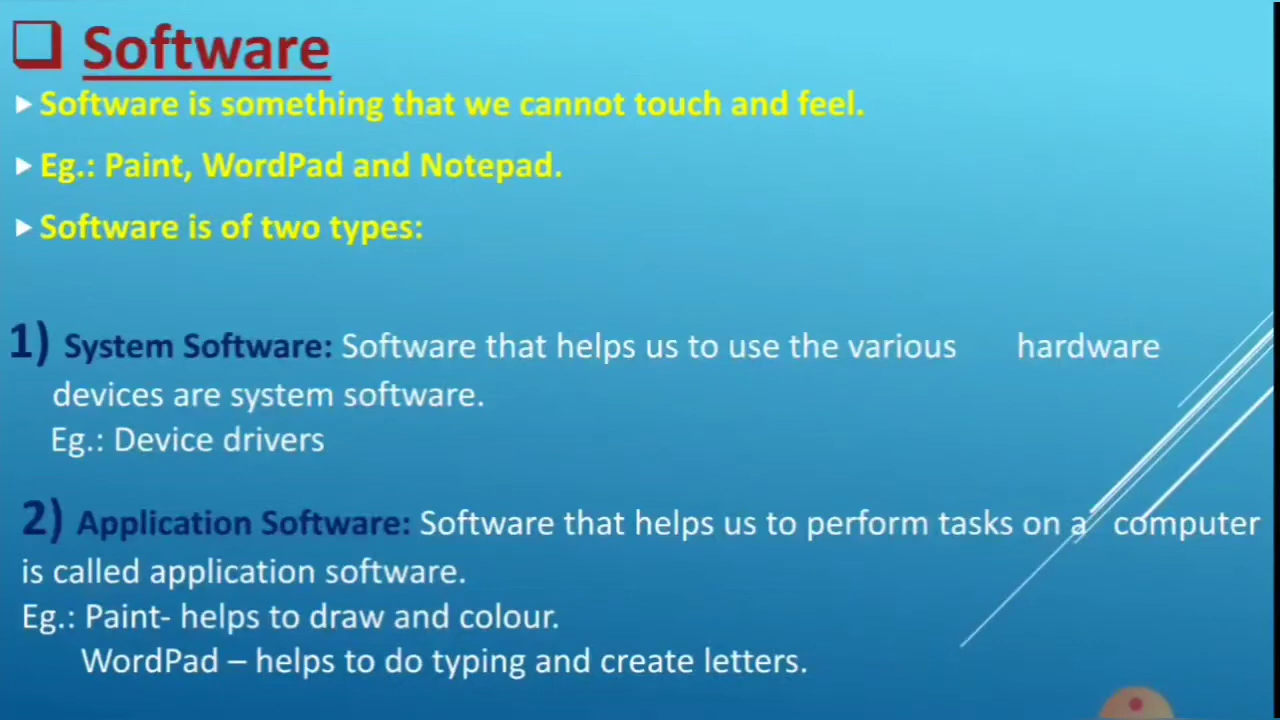 Software
Software is something that we cannot touch and feel.
Eg.: Paint, WordPad and Notepad.
Software is of two types:
1) System Software: Software that helps us to use the various hardware
devices are system software.
Eg.: Device drivers
2) Application Software: Software that helps us to perform tasks on a computer
is called application software.
Eg.: Paint- helps to draw and colour.
WordPad – helps to do typing and create letters.